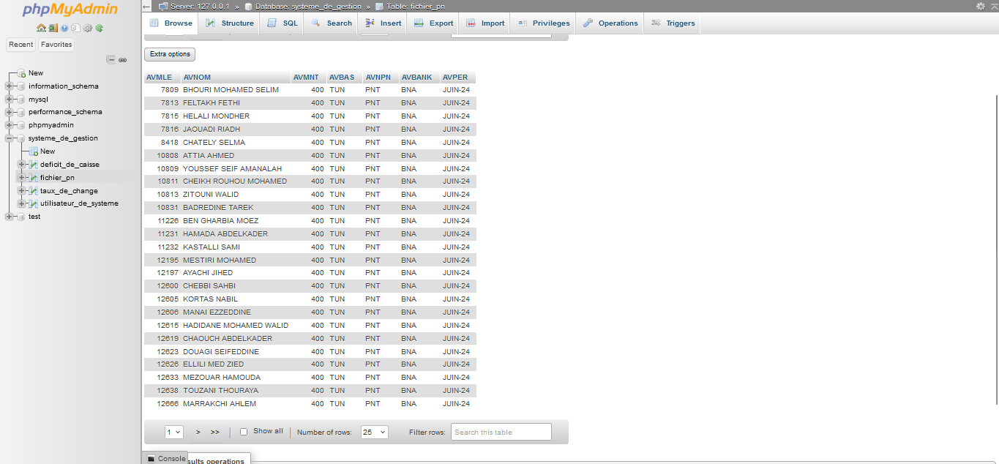 phpMyAdmin
Recent Favorites
New
information_schema
mysql
performance_schema
phpmyadmin
systeme_de_gestion
New
deficit_de_caisse
fichier_pn
taux_de_change
utilisateur_de_systeme
test
Server: 127.0.0.1 » Database: systeme_de_gestion » Table: fichier_pn
Browse Structure SQL Search Insert Export Import Privileges Operations Triggers
Extra options
AVMLE AVNOM AVMNT AVBAS AVNPN AVBANK AVPER
7809 BHOURI MOHAMED SELIM 400 TUN PNT BNA JUIN-24
7813 FELTAKH FETHI 400 TUN PNT BNA JUIN-24
7815 HELALI MONDHER 400 TUN PNT BNA JUIN-24
7816 JAOUADI RIADH 400 TUN PNT BNA JUIN-24
8418 CHATELY SELMA 400 TUN PNT BNA JUIN-24
10808 ATTIA AHMED 400 TUN PNT BNA JUIN-24
10809 YOUSSEF SEIF AMANALAH 400 TUN PNT BNA JUIN-24
10811 CHEIKH ROUHOU MOHAMED 400 TUN PNT BNA JUIN-24
10813 ZITOUNI WALID 400 TUN PNT BNA JUIN-24
10831 BADREDINE TAREK 400 TUN PNT BNA JUIN-24
11226 BEN GHARBIA MOEZ 400 TUN PNT BNA JUIN-24
11231 HAMADA ABDELKADER 400 TUN PNT BNA JUIN-24
11232 KASTALLI SAMI 400 TUN PNT BNA JUIN-24
12195 MESTIRI MOHAMED 400 TUN PNT BNA JUIN-24
12197 AYACHI JIHED 400 TUN PNT BNA JUIN-24
12600 CHEBBI SAHBI 400 TUN PNT BNA JUIN-24
12605 KORTAS NABIL 400 TUN PNT BNA JUIN-24
12606 MANAI EZZEDDINE 400 TUN PNT BNA JUIN-24
12615 HADIDANE MOHAMED WALID 400 TUN PNT BNA JUIN-24
12619 CHAOUCH ABDELKADER 400 TUN PNT BNA JUIN-24
12623 DOUAGI SEIFEDDINE 400 TUN PNT BNA JUIN-24
12626 ELLILI MED ZIED 400 TUN PNT BNA JUIN-24
12633 MEZOUAR HAMOUDA 400 TUN PNT BNA JUIN-24
12638 TOUZANI THOURAYA 400 TUN PNT BNA JUIN-24
12666 MARRAKCHI AHLEM 400 TUN PNT BNA JUIN-24
1 > >> Show all Number of rows: 25 Filter rows: Search this table
Console sults operations